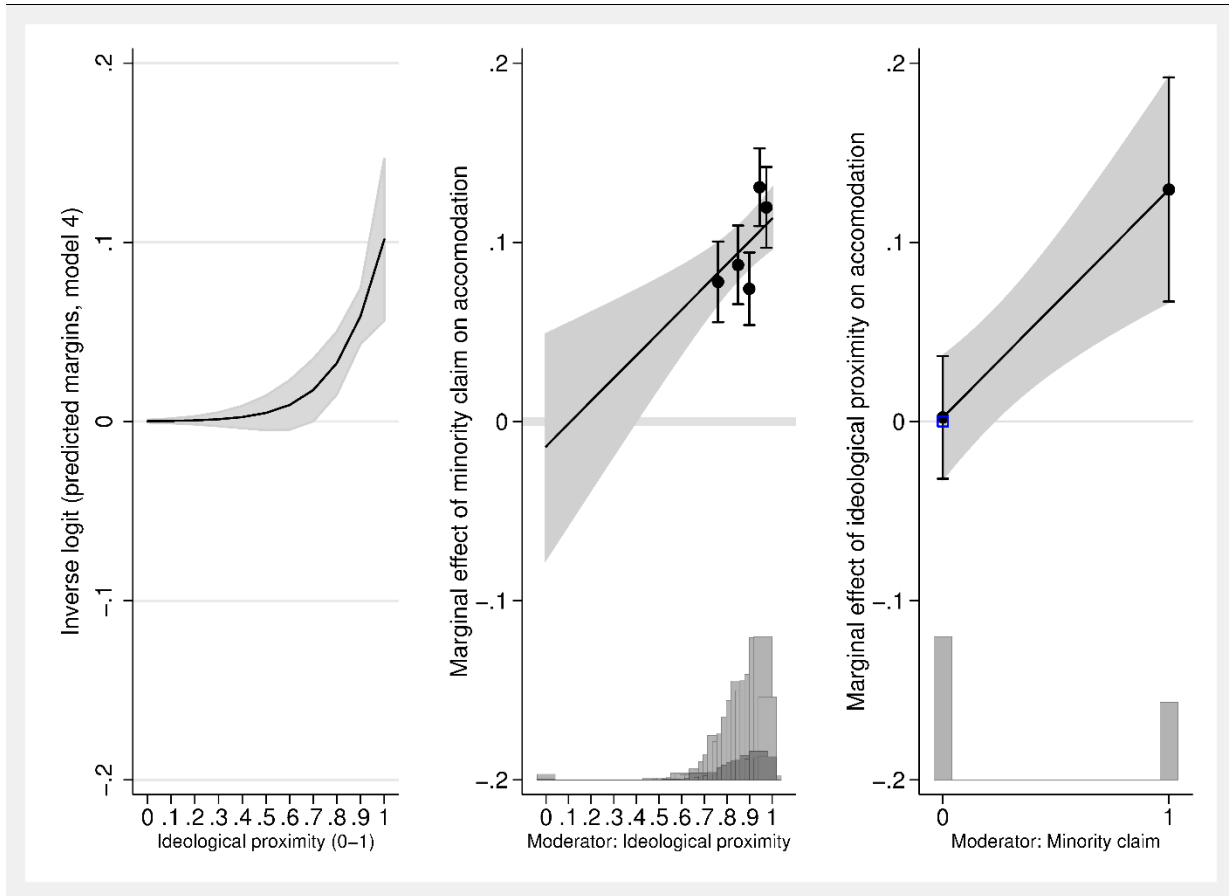 Inverse logit (predicted margins, model 4)
.2
.1
0
-.1
-.2
0 .1 .2 .3 .4 .5 .6 .7 .8 .9 1
Ideological proximity (0-1)
Marginal effect of minority claim on accomodation
.2
.1
0
-.1
-.2
0 .1 .2 .3 .4 .5 .6 .7 .8 .9 1
Moderator: Ideological proximity
Marginal effect of ideological proximity on accomodation
.2
.1
0
-.1
-.2
0 1
Moderator: Minority claim